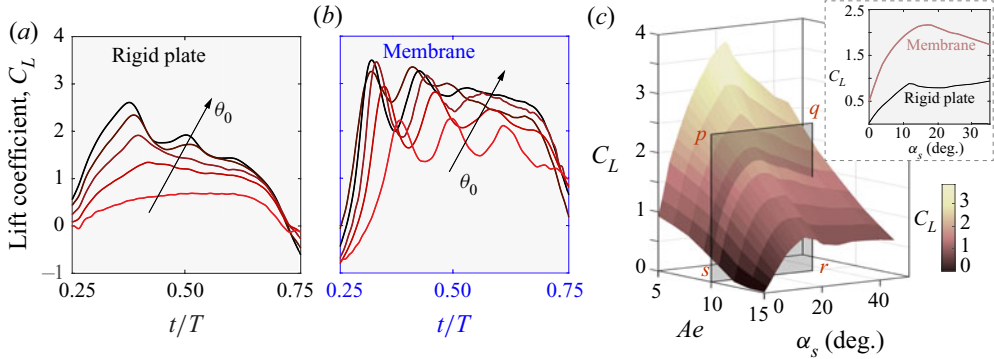 (a)
Lift coefficient, C_L
4
3
2
1
0
−1
Rigid plate
θ0
0.25
0.50
0.75
t/T
(b)
Membrane
θ0
0.25
0.50
0.75
t/T
(c)
C_L
4
3
2
1
0
p
q
s
r
5
10
15
Ae
0
20
40
α_s (deg.)
C_L
3
2
1
0
2.5
1.5
C_L
0.5
Membrane
Rigid plate
0
10
20
30
α_s (deg.)